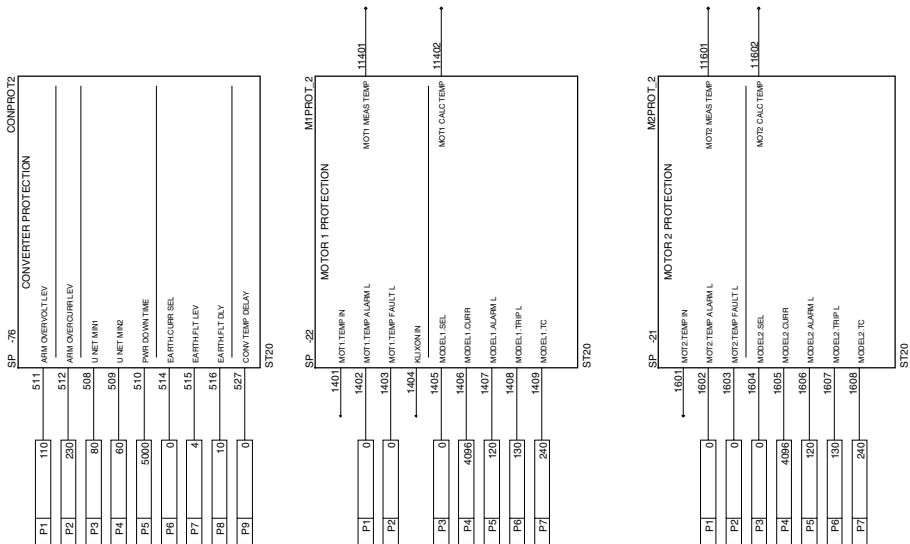 SP -76 CONPROT2
CONVERTER PROTECTION
P1 110 511 ARM OVERVOLT LEV
P2 230 512 ARM OVERCURR LEV
P3 80 508 U NET MIN1
P4 60 509 U NET MIN2
P5 5000 510 PWR DOWN TIME
P6 0 514 EARTH.CURR SEL
P7 4 515 EARTH.FLT LEV
P8 10 516 EARTH.FLT DLY
P9 0 527 CONV TEMP DELAY
ST20
SP -22 M1PROT_2
MOTOR 1 PROTECTION
1401 MOT1.TEMP IN
P1 0 1402 MOT1.TEMP ALARM L MOT1 MEAS TEMP 11401
P2 0 1403 MOT1.TEMP FAULT L
1404 KLIXON IN
P3 0 1405 MODEL1.SEL MOT1 CALC TEMP 11402
P4 4096 1406 MODEL1.CURR
P5 120 1407 MODEL1.ALARM L
P6 130 1408 MODEL1.TRIP L
P7 240 1409 MODEL1.TC
ST20
SP -21 M2PROT_2
MOTOR 2 PROTECTION
1601 MOT2.TEMP IN
P1 0 1602 MOT2.TEMP ALARM L MOT2 MEAS TEMP 11601
P2 0 1603 MOT2.TEMP FAULT L
P3 0 1604 MODEL2.SEL MOT2 CALC TEMP 11602
P4 4096 1605 MODEL2.CURR
P5 120 1606 MODEL2.ALARM L
P6 130 1607 MODEL2.TRIP L
P7 240 1608 MODEL2.TC
ST20